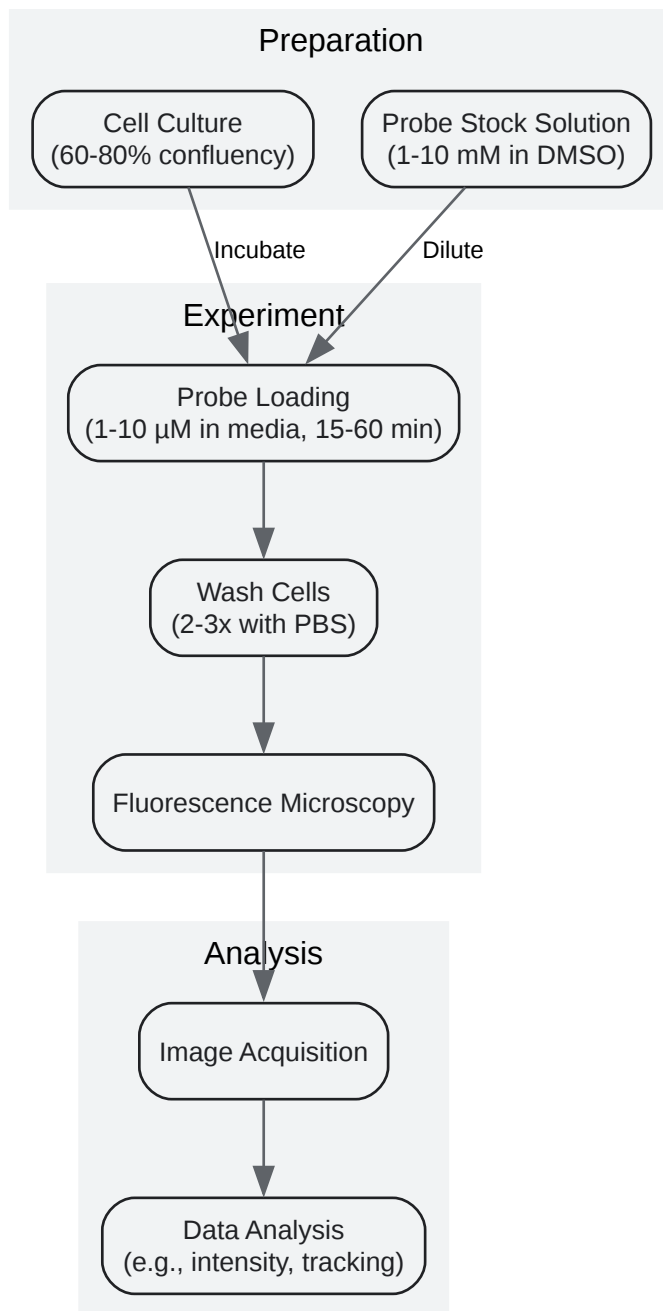 Preparation
Cell Culture
(60-80% confluency)
Probe Stock Solution
(1-10 mM in DMSO)
Incubate
Dilute
Experiment
Probe Loading
(1-10 µM in media, 15-60 min)
Wash Cells
(2-3x with PBS)
Fluorescence Microscopy
Analysis
Image Acquisition
Data Analysis
(e.g., intensity, tracking)